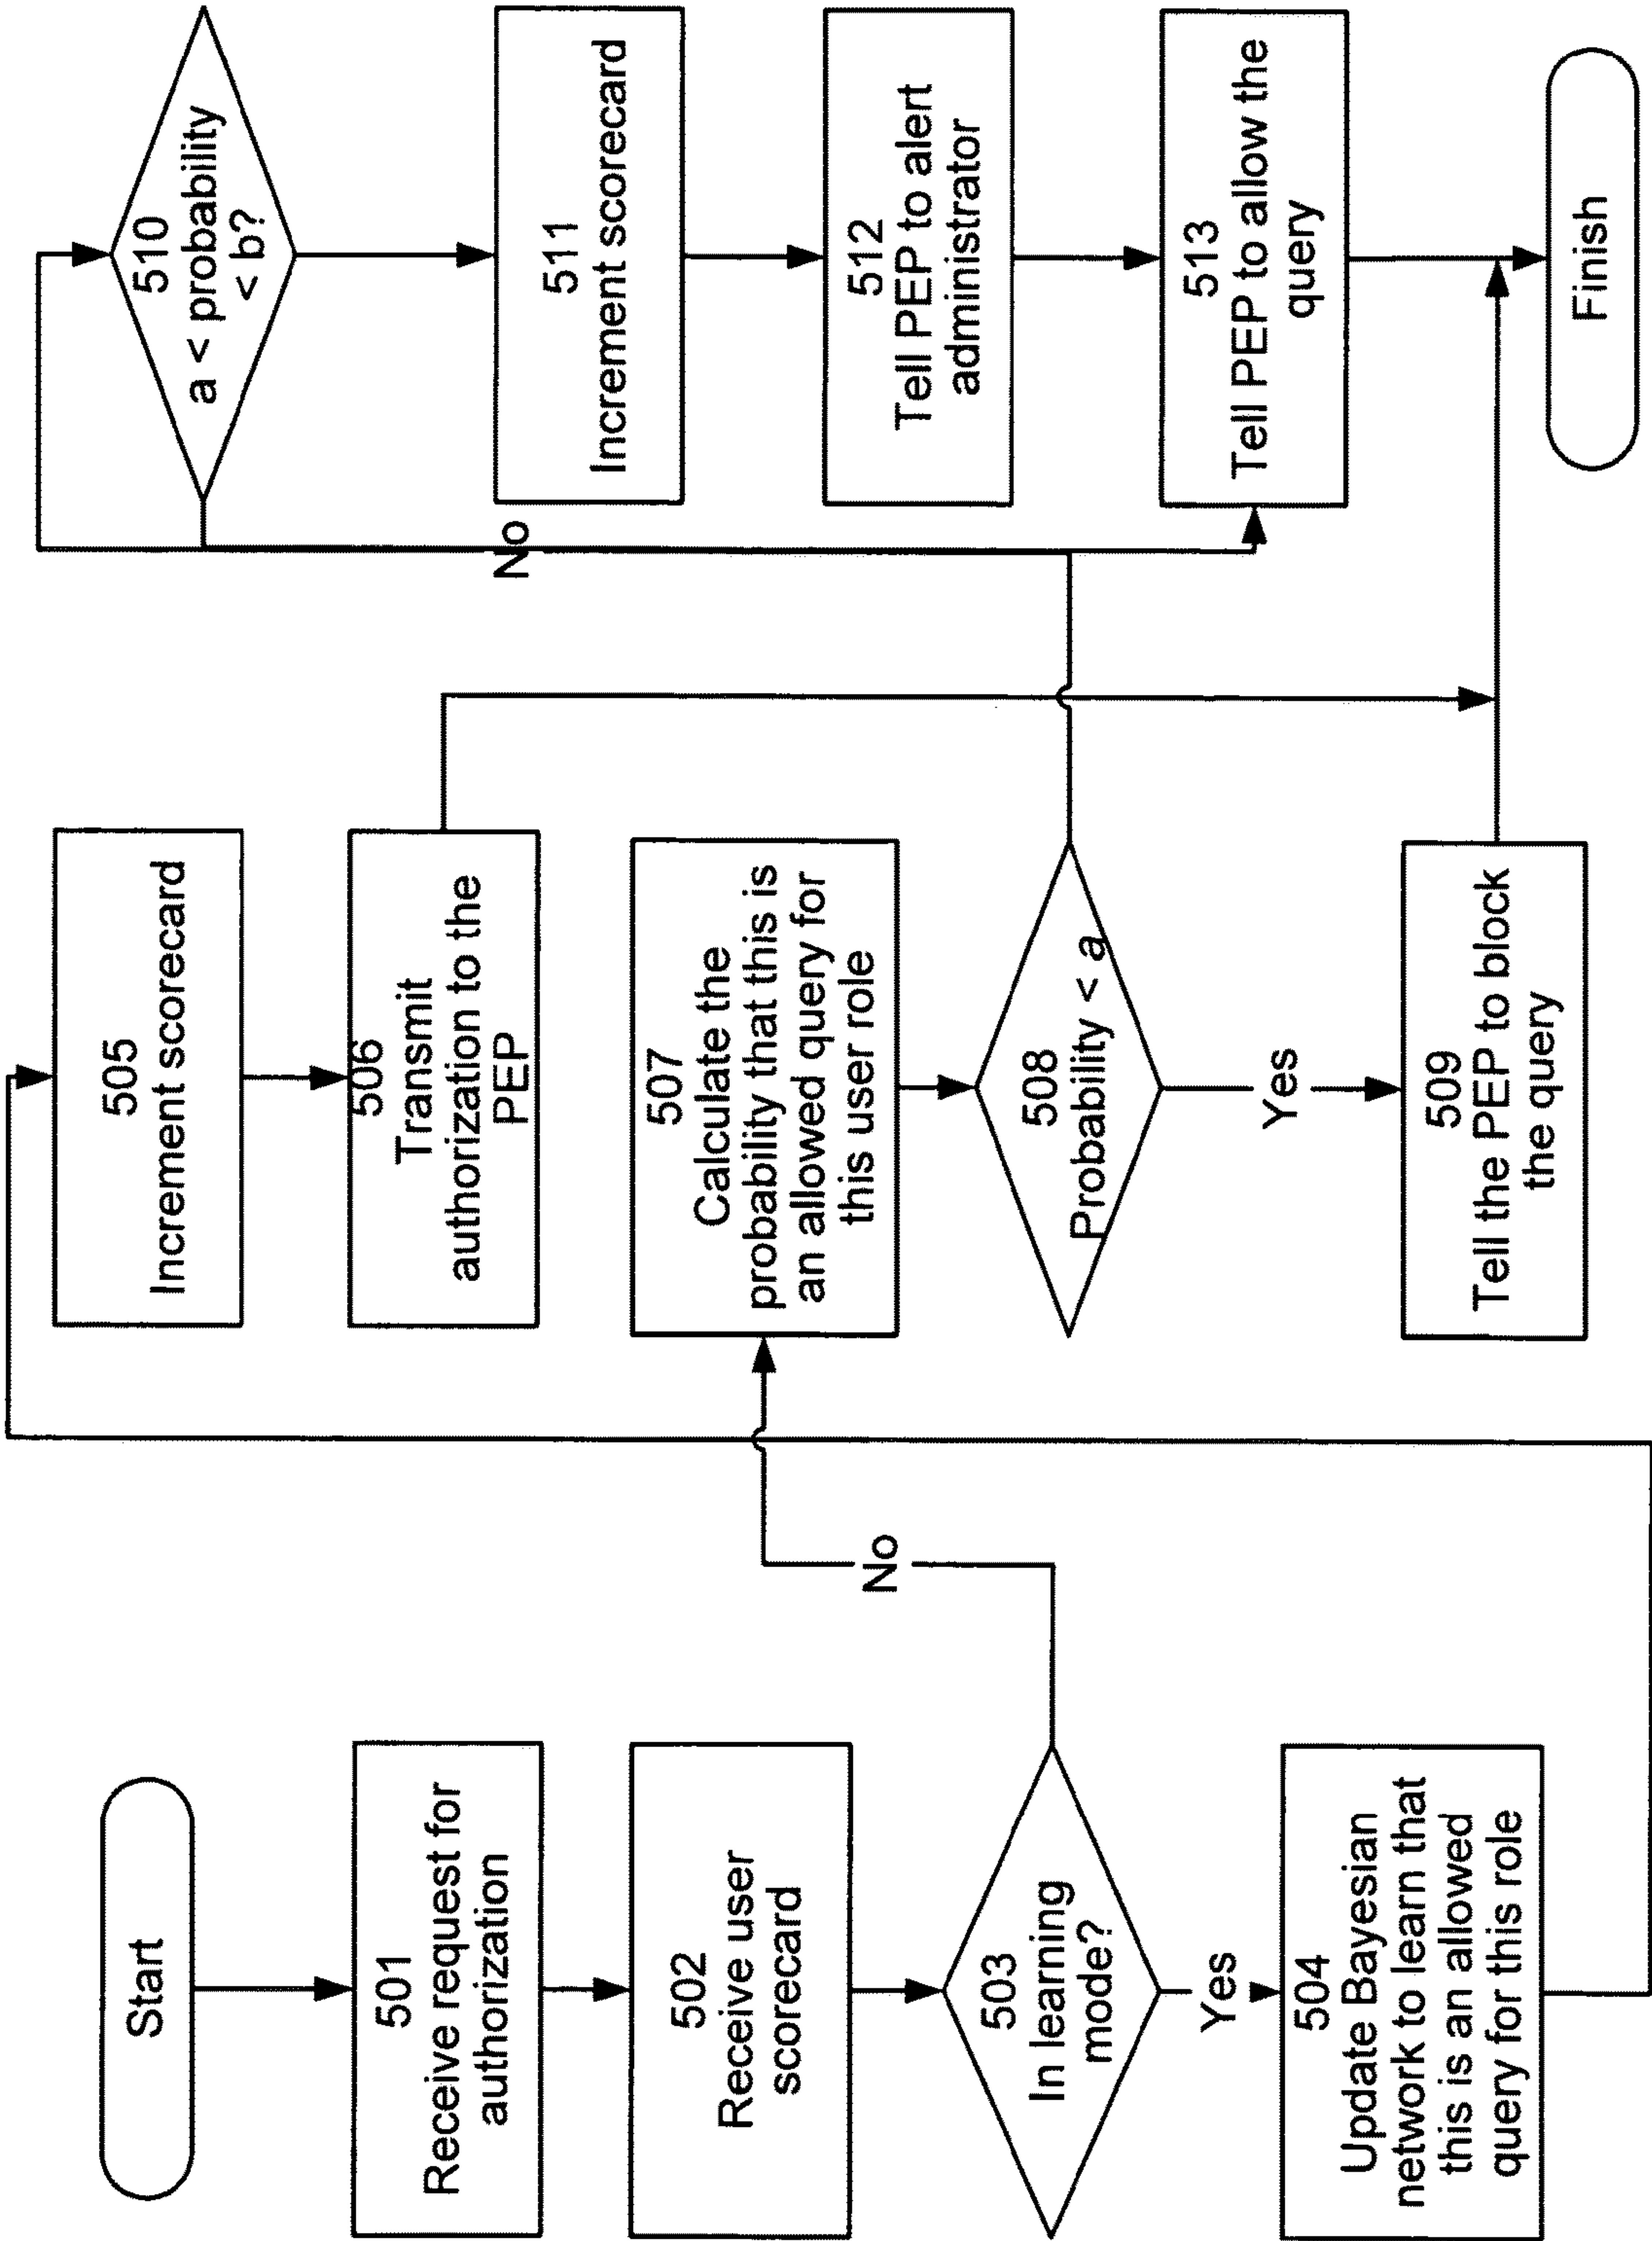 Start
501
Receive request for
authorization
502
Receive user
scorecard
503
In learning
mode?
Yes
504
Update Bayesian
network to learn that
this is an allowed
query for this role
No
505
Increment scorecard
506
Transmit
authorization to the
PEP
507
Calculate the
probability that this is
an allowed query for
this user role
508
Probability < a
Yes
509
Tell the PEP to block
the query
510
a < probability
< b?
No
511
Increment scorecard
512
Tell PEP to alert
administrator
513
Tell PEP to allow the
query
Finish